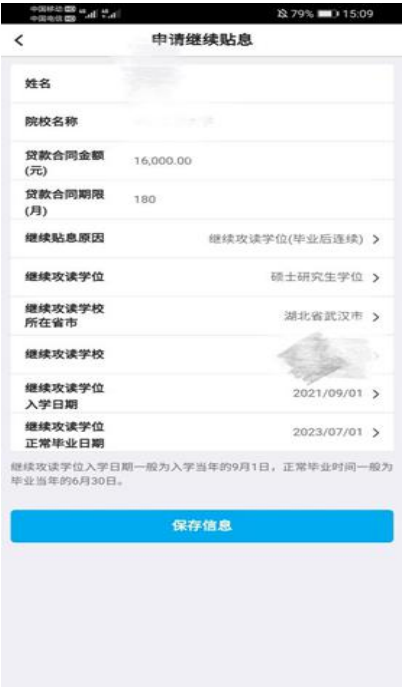 中国移动 HD 中国电信 HD 79% 15:09
申请继续贴息
姓名
院校名称
贷款合同金额
(元)
16,000.00
贷款合同期限
(月)
180
继续贴息原因 继续攻读学位(毕业后连续) >
继续攻读学位 硕士研究生学位 >
继续攻读学校
所在省市
湖北省武汉市 >
继续攻读学校
继续攻读学位
入学日期
2021/09/01 >
继续攻读学位
正常毕业日期
2023/07/01 >
继续攻读学位入学日期一般为入学当年的9月1日，正常毕业时间一般为
毕业当年的6月30日。
保存信息